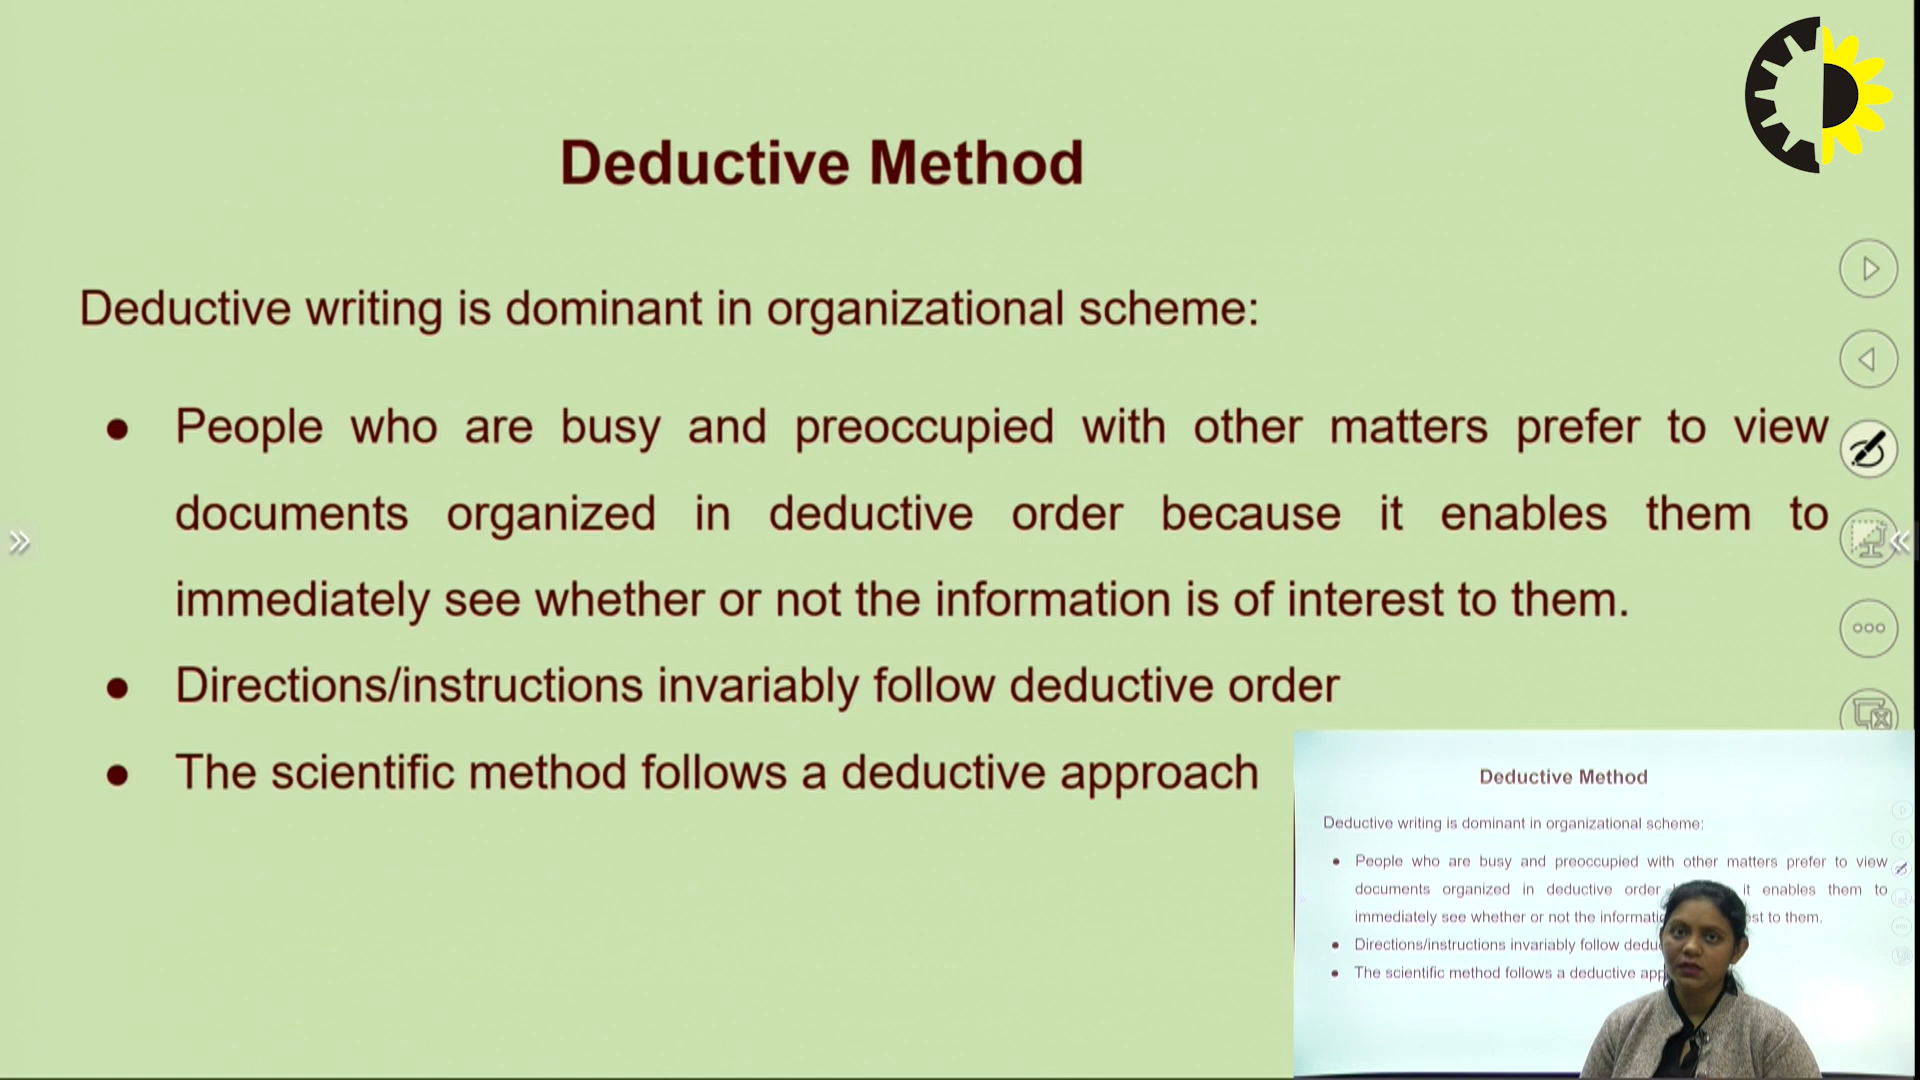 Deductive Method
Deductive writing is dominant in organizational scheme:
● People who are busy and preoccupied with other matters prefer to view
documents organized in deductive order because it enables them to
immediately see whether or not the information is of interest to them.
● Directions/instructions invariably follow deductive order
● The scientific method follows a deductive approach
Deductive Method
Deductive writing is dominant in organizational scheme:
● People who are busy and preoccupied with other matters prefer to view
documents organized in deductive order it enables them to
immediately see whether or not the to them.
● Directions/instructions invariably follow
● The scientific method follows a deductive